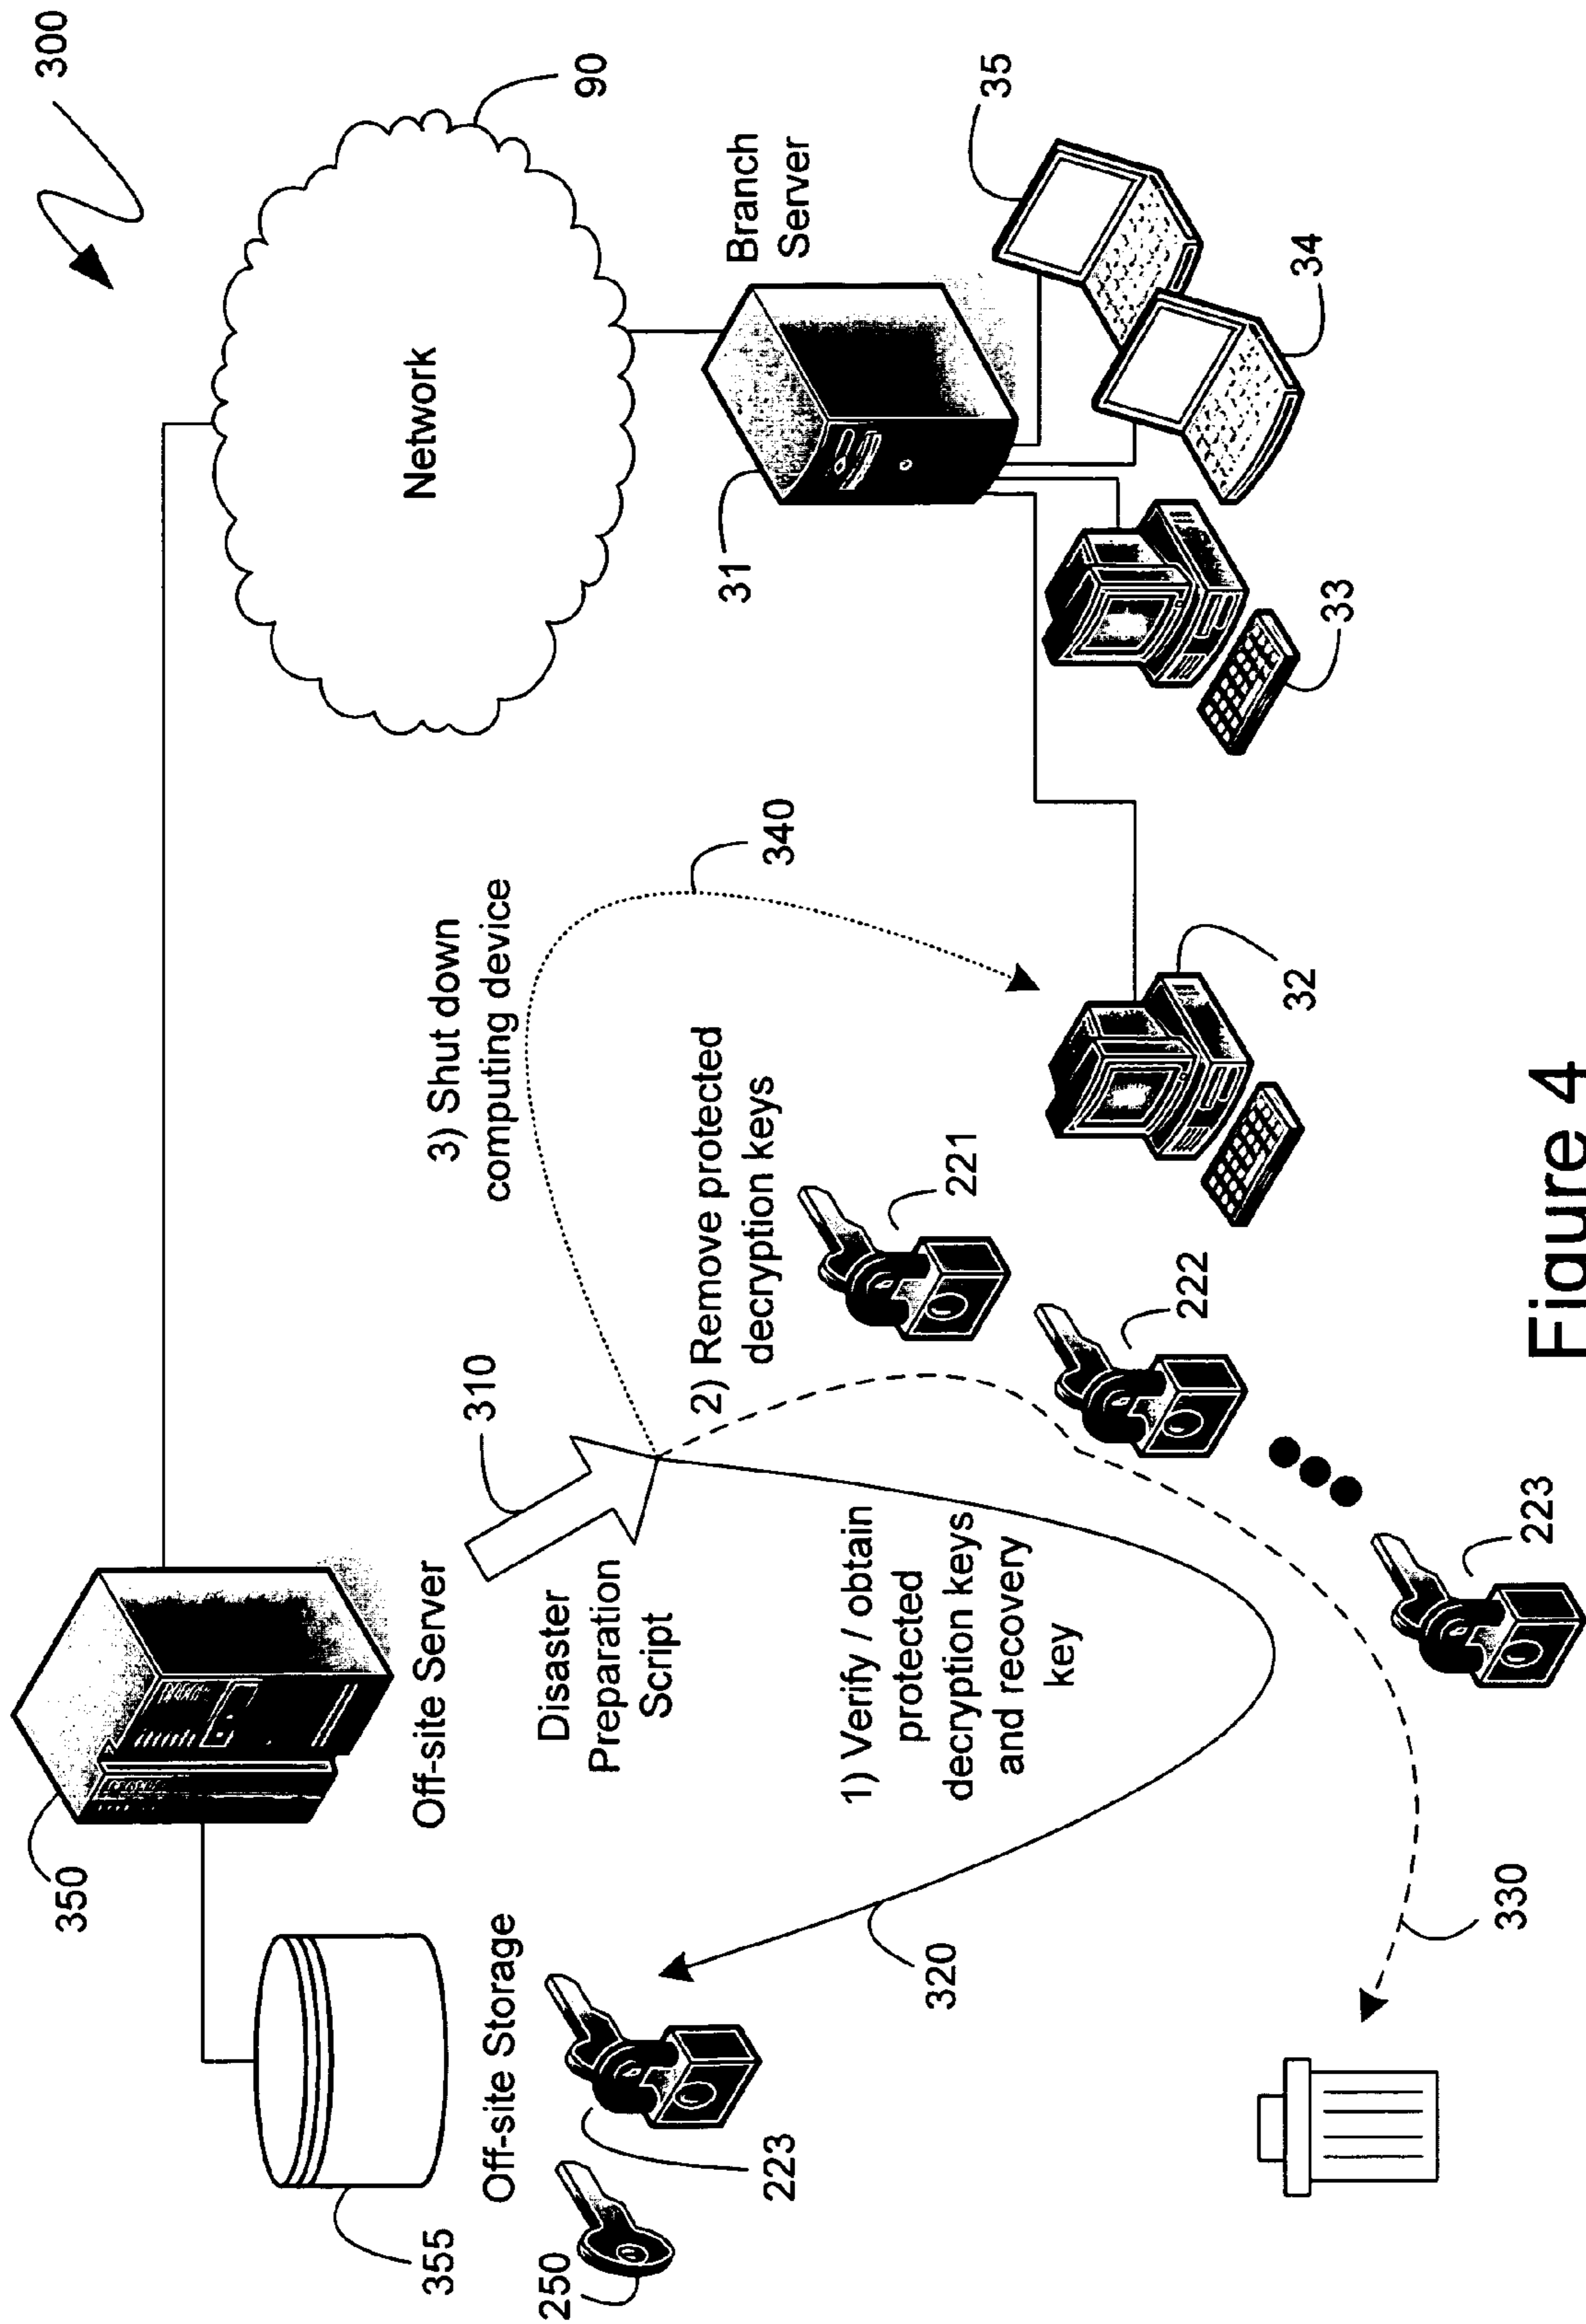 300
Network
90
350
Off-site Server
355
Off-site Storage
250
223
310
Disaster
Preparation
Script
3) Shut down
computing device
340
Branch
Server
31
35
34
33
32
2) Remove protected
decryption keys
221
222
223
1) Verify / obtain
protected
decryption keys
and recovery
key
320
330
Figure 4